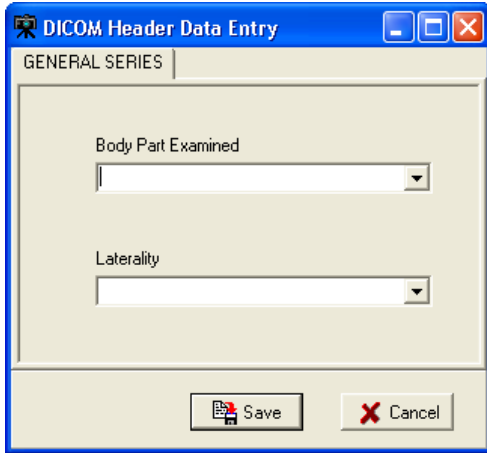 DICOM Header Data Entry
GENERAL SERIES
Body Part Examined
Laterality
Save
Cancel